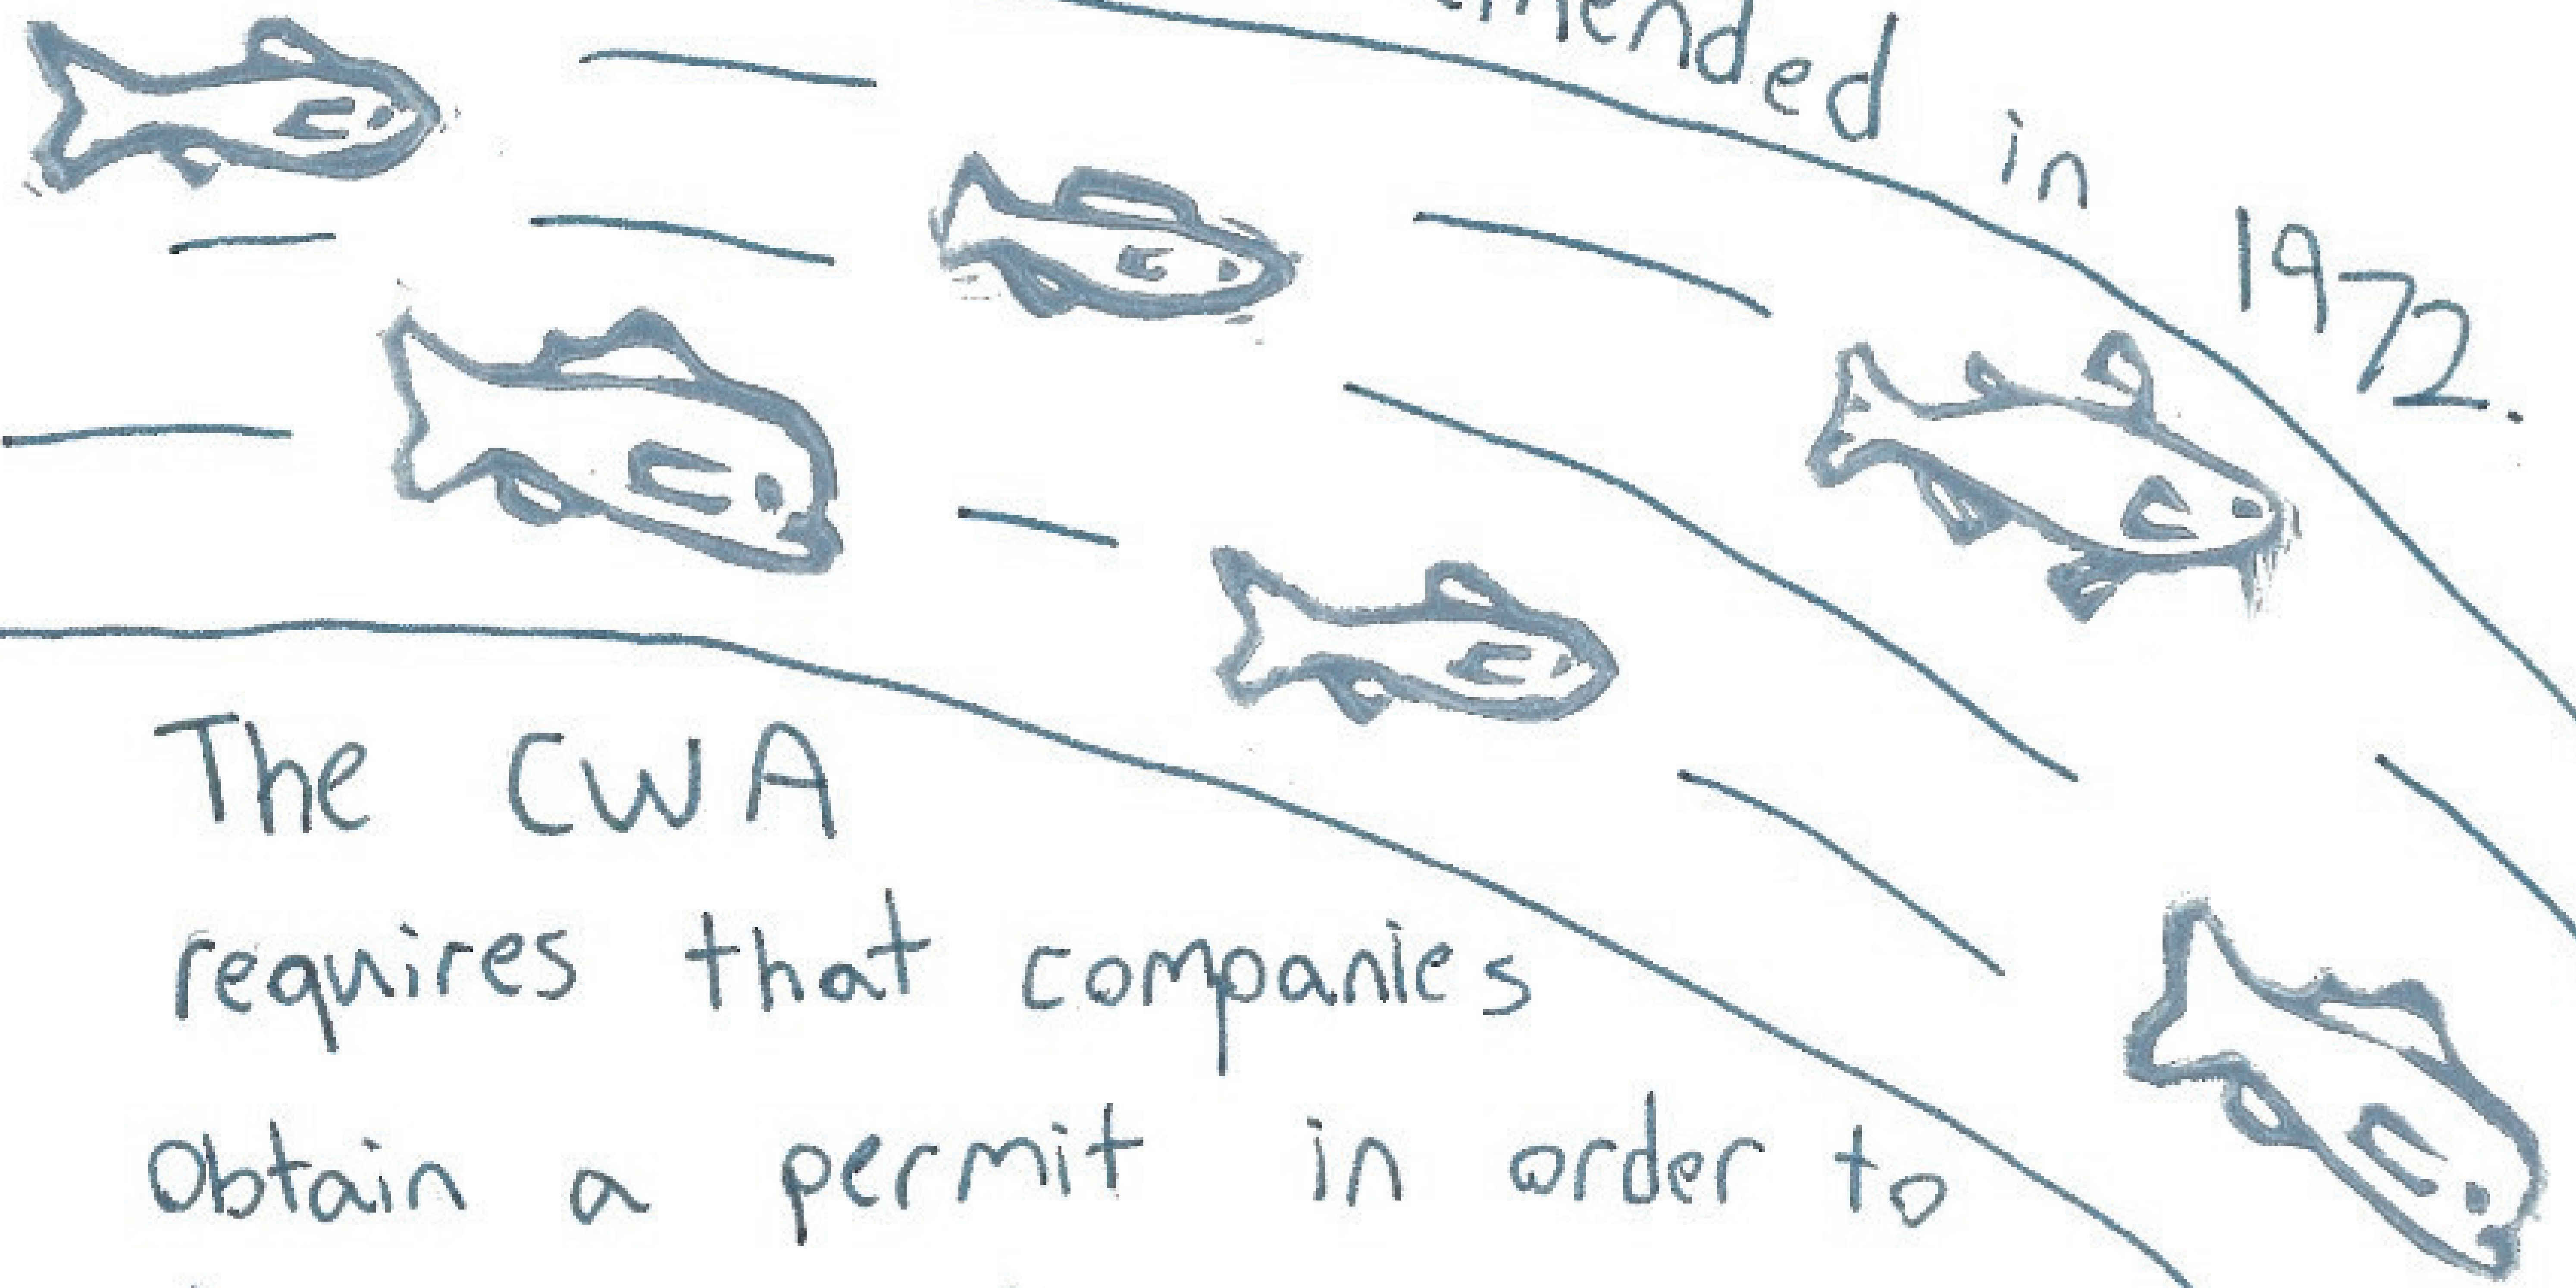 in 1972.
The CWA
requires that companies
Obtain a permit in order to